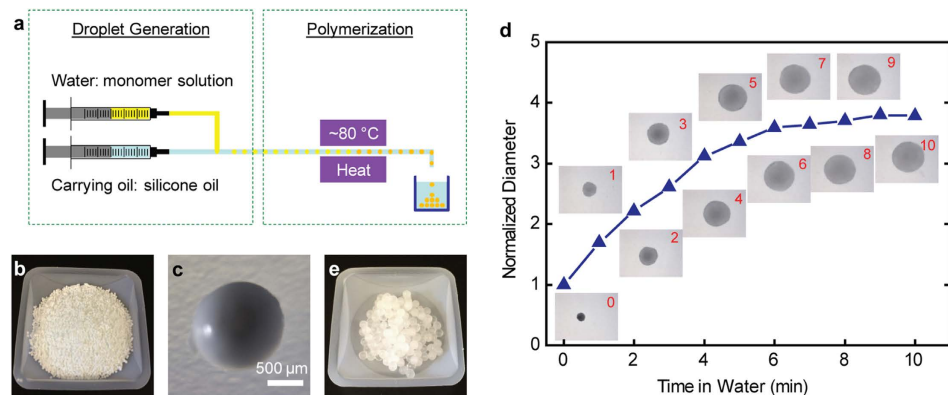 a
Droplet Generation
Polymerization
Water: monomer solution
~80 °C
Heat
Carrying oil: silicone oil
b
c
500 μm
e
d
Normalized Diameter
5
4
3
2
1
0
1
2
3
4
5
6
7
8
9
10
0
2
4
6
8
10
Time in Water (min)